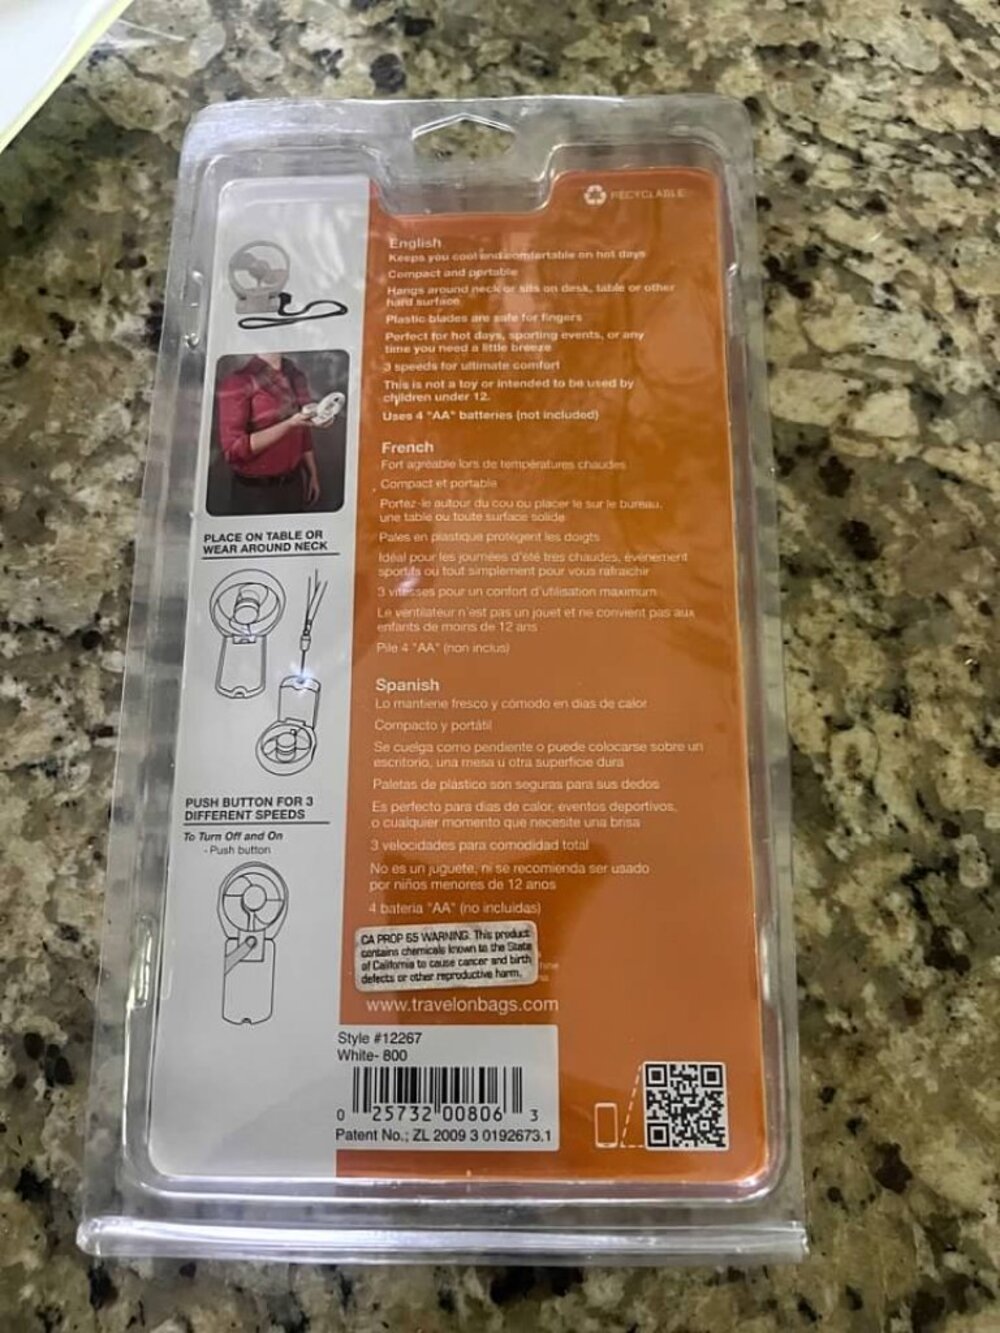 RECYCLABLE
English
Keeps you cool and comfortable on hot days
Compact and portable
Hangs around neck or sits on desk, table or other
hard surface
Plastic blades are safe for fingers
Perfect for hot days, sporting events, or any
time you need a little breeze
3 speeds for ultimate comfort
This is not a toy or intended to be used by
children under 12.
Uses 4 "AA" batteries (not included)
French
Fort agréable lors de températures chaudes
Compact et portable
Portez-le autour du cou ou placer le sur le bureau,
une table ou toute surface solide
Pales en plastique protègent les doigts
Idéal pour les journées d'été très chaudes, évènement
sportifs ou tout simplement pour vous rafraichir
3 vitesses pour un confort d'utilisation maximum
Le ventilateur n'est pas un jouet et ne convient pas aux
enfants de moins de 12 ans
Pile 4 "AA" (non inclus)
Spanish
Lo mantiene fresco y cómodo en dias de calor
Compacto y portátil
Se cuelga como pendiente o puede colocarse sobre un
escritorio, una mesa u otra superficie dura
Paletas de plástico son seguras para sus dedos
Es perfecto para dias de calor, eventos deportivos,
o cualquier momento que necesite una brisa
3 velocidades para comodidad total
No es un juguete, ni se recomienda ser usado
por niños menores de 12 anos
4 bateria "AA" (no incluidas)
CA PROP 65 WARNING. This product
contains chemicals known to the State
of California to cause cancer and birth
defects or other reproductive harm.
www.travelonbags.com
PLACE ON TABLE OR
WEAR AROUND NECK
PUSH BUTTON FOR 3
DIFFERENT SPEEDS
To Turn Off and On
- Push button
Style #12267
White- 800
0 25732 00806 3
Patent No.; ZL 2009 3 0192673.1